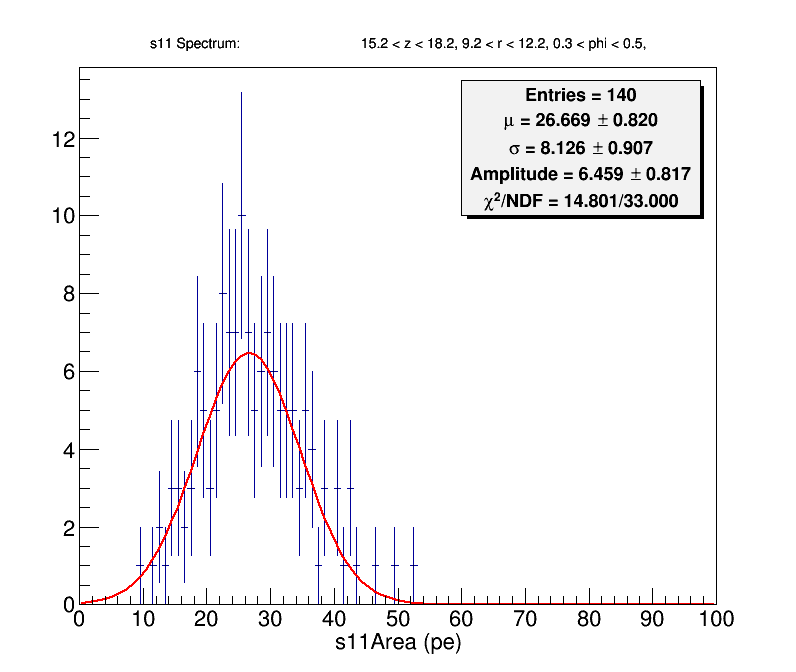 s11 Spectrum: 15.2 < z < 18.2, 9.2 < r < 12.2, 0.3 < phi < 0.5,
Entries = 140
μ = 26.669 ± 0.820
σ = 8.126 ± 0.907
Amplitude = 6.459 ± 0.817
χ²/NDF = 14.801/33.000
12
10
8
6
4
2
0
0 10 20 30 40 50 60 70 80 90 100
s11Area (pe)